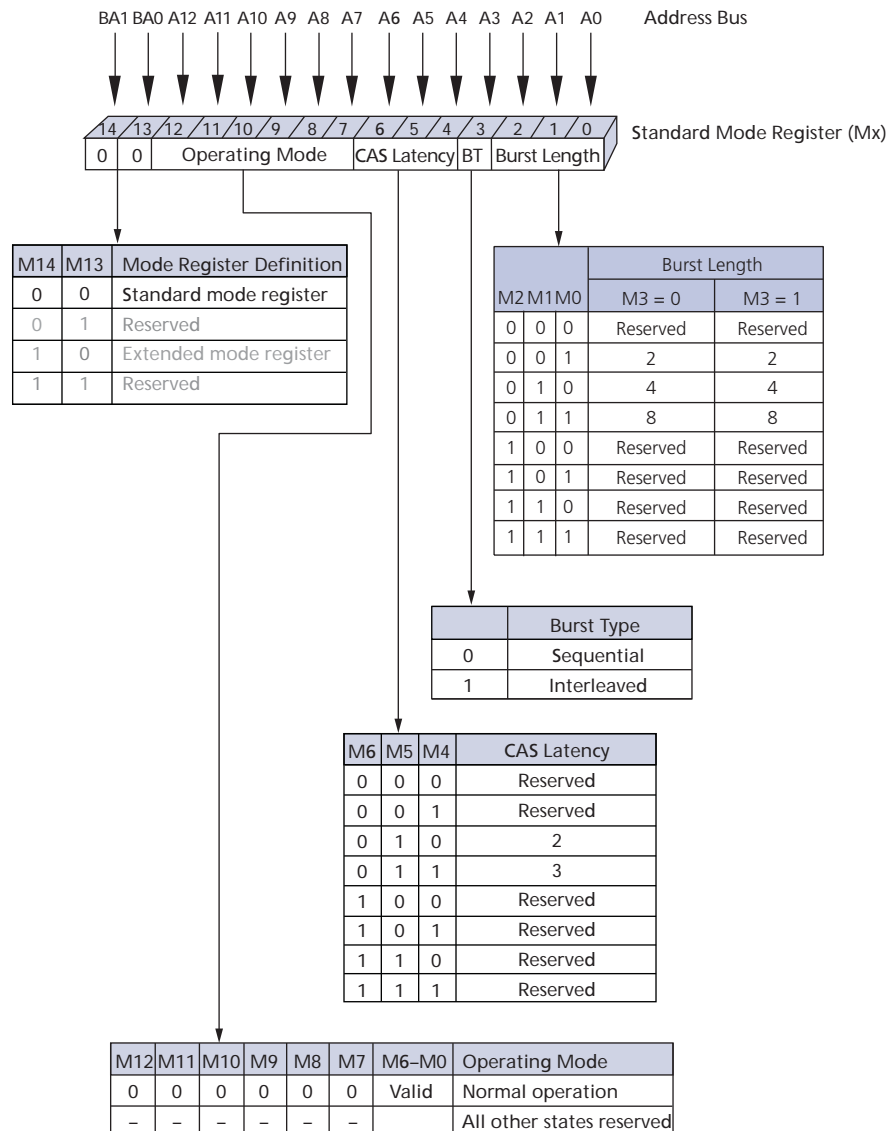 BA1 BA0 A12 A11 A10 A9 A8 A7 A6 A5 A4 A3 A2 A1 A0 Address Bus
14 13 12 11 10 9 8 7 6 5 4 3 2 1 0
Standard Mode Register (Mx)
0 0 Operating Mode CAS Latency BT Burst Length
M14 M13 Mode Register Definition
0 0 Standard mode register
0 1 Reserved
1 0 Extended mode register
1 1 Reserved
Burst Length
M2 M1 M0 M3 = 0 M3 = 1
0 0 0 Reserved Reserved
0 0 1 2 2
0 1 0 4 4
0 1 1 8 8
1 0 0 Reserved Reserved
1 0 1 Reserved Reserved
1 1 0 Reserved Reserved
1 1 1 Reserved Reserved
Burst Type
0 Sequential
1 Interleaved
M6 M5 M4 CAS Latency
0 0 0 Reserved
0 0 1 Reserved
0 1 0 2
0 1 1 3
1 0 0 Reserved
1 0 1 Reserved
1 1 0 Reserved
1 1 1 Reserved
M12 M11 M10 M9 M8 M7 M6–M0 Operating Mode
0 0 0 0 0 0 Valid Normal operation
– – – – – – All other states reserved